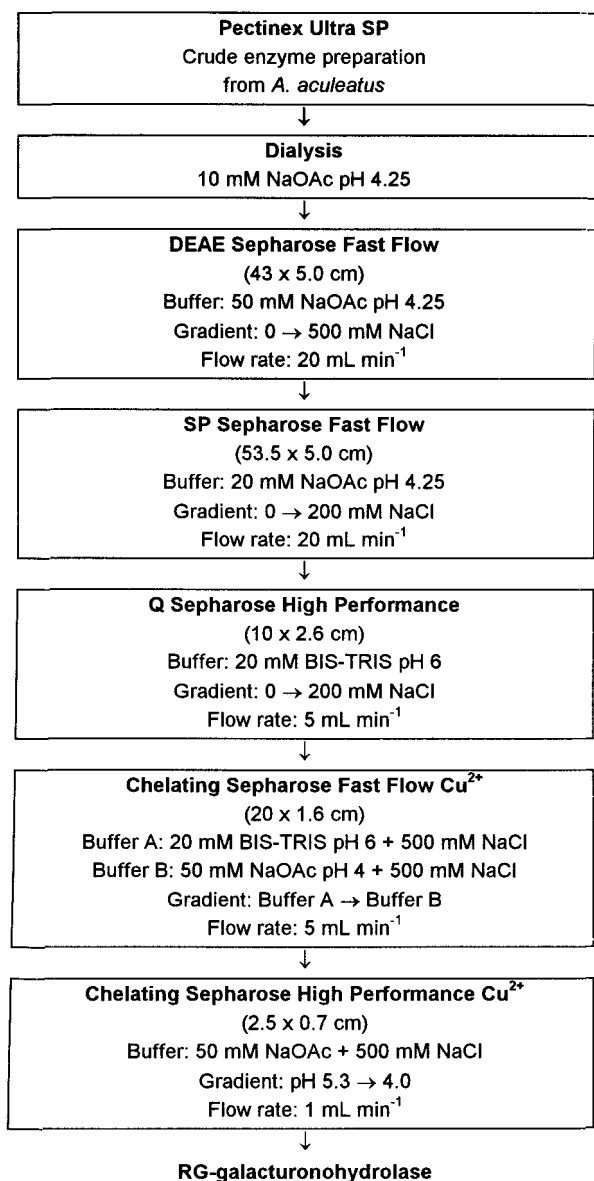 Pectinex Ultra SP
Crude enzyme preparation
from A. aculeatus
↓
Dialysis
10 mM NaOAc pH 4.25
↓
DEAE Sepharose Fast Flow
(43 x 5.0 cm)
Buffer: 50 mM NaOAc pH 4.25
Gradient: 0 → 500 mM NaCl
Flow rate: 20 mL min⁻¹
↓
SP Sepharose Fast Flow
(53.5 x 5.0 cm)
Buffer: 20 mM NaOAc pH 4.25
Gradient: 0 → 200 mM NaCl
Flow rate: 20 mL min⁻¹
↓
Q Sepharose High Performance
(10 x 2.6 cm)
Buffer: 20 mM BIS-TRIS pH 6
Gradient: 0 → 200 mM NaCl
Flow rate: 5 mL min⁻¹
↓
Chelating Sepharose Fast Flow Cu²⁺
(20 x 1.6 cm)
Buffer A: 20 mM BIS-TRIS pH 6 + 500 mM NaCl
Buffer B: 50 mM NaOAc pH 4 + 500 mM NaCl
Gradient: Buffer A → Buffer B
Flow rate: 5 mL min⁻¹
↓
Chelating Sepharose High Performance Cu²⁺
(2.5 x 0.7 cm)
Buffer: 50 mM NaOAc + 500 mM NaCl
Gradient: pH 5.3 → 4.0
Flow rate: 1 mL min⁻¹
↓
RG-galacturonohydrolase